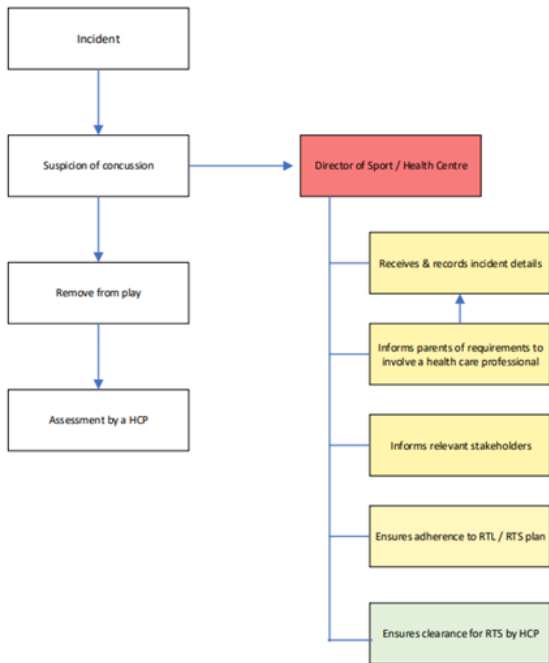 Incident
Suspicion of concussion
Director of Sport / Health Centre
Receives & records incident details
Remove from play
Informs parents of requirements to
involve a health care professional
Assessment by a HCP
Informs relevant stakeholders
Ensures adherence to RTL / RTS plan
Ensures clearance for RTS by HCP